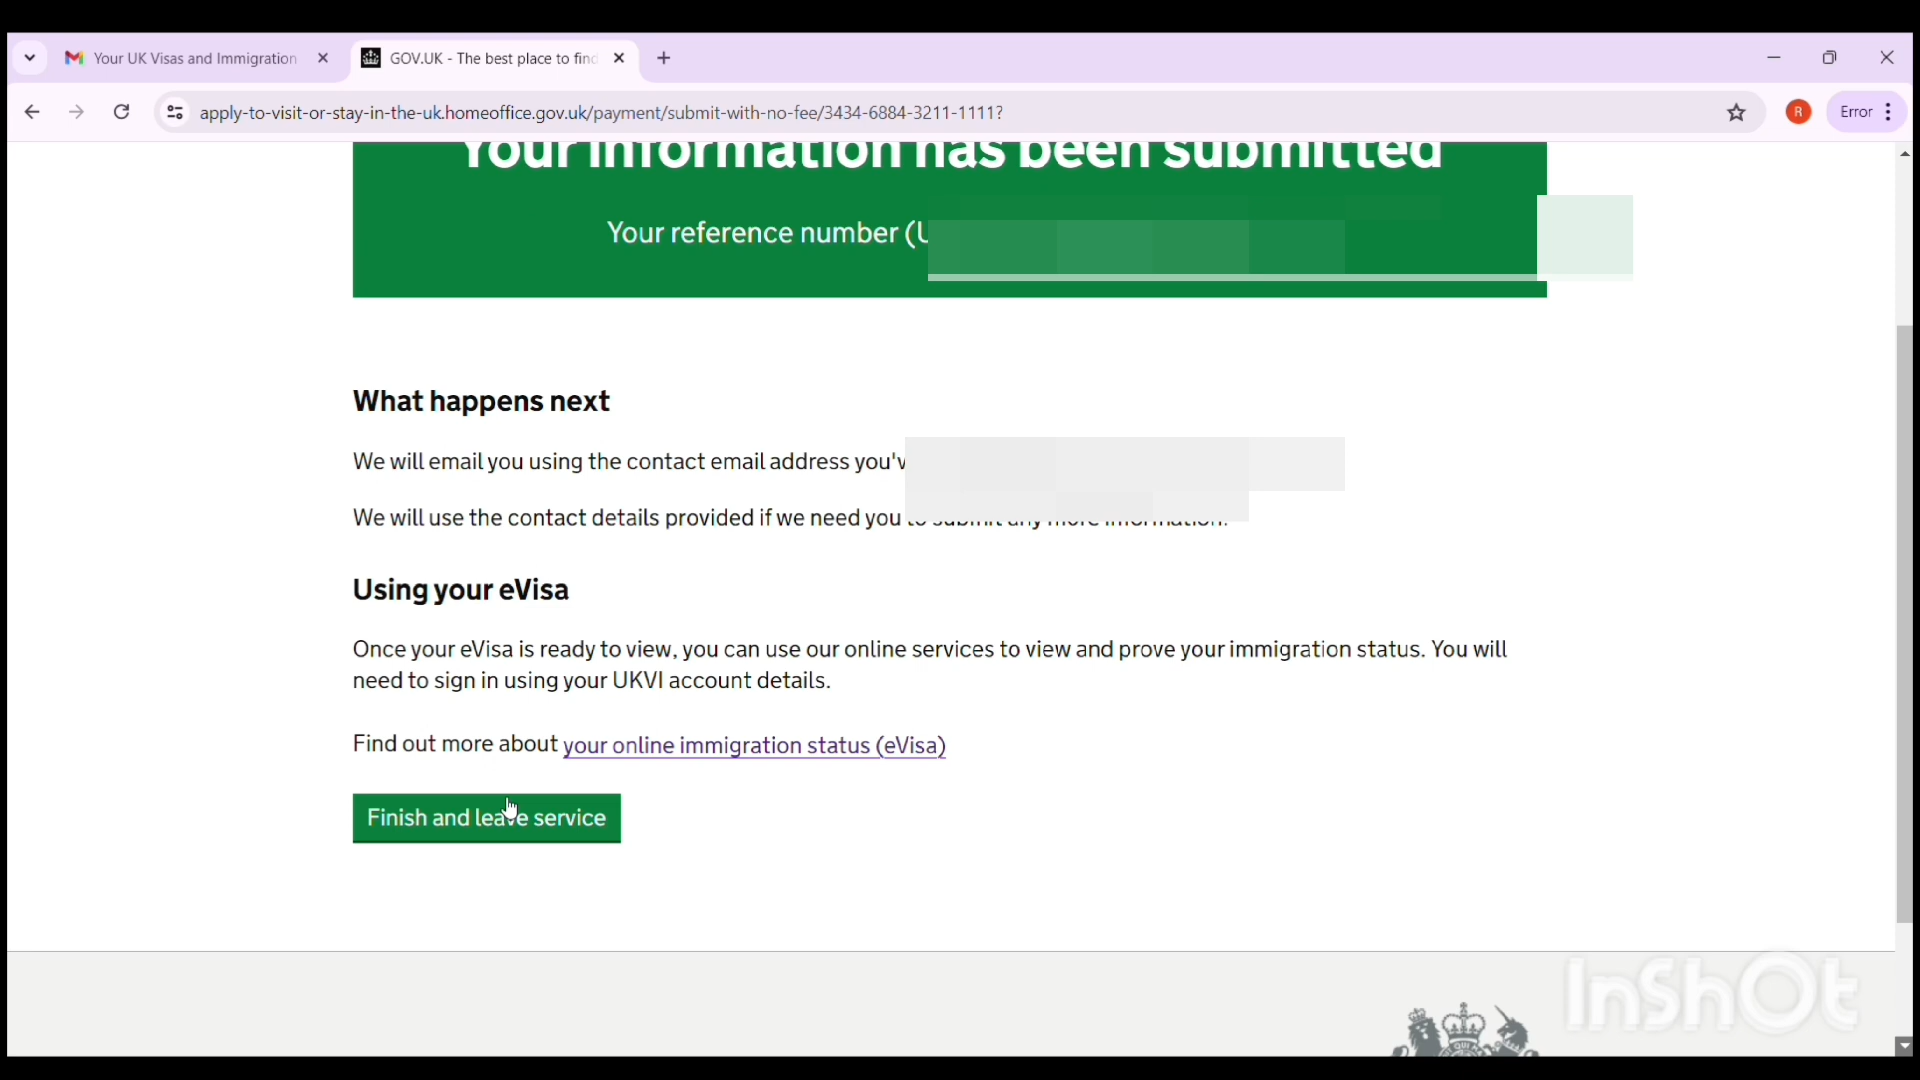 Your UK Visas and Immigration
GOV.UK - The best place to find
apply-to-visit-or-stay-in-the-uk.homeoffice.gov.uk/payment/submit-with-no-fee/3434-6884-3211-1111?
R
Error
Your information has been submitted
Your reference number (U
What happens next
We will email you using the contact email address you'v
We will use the contact details provided if we need you to submit any more information.
Using your eVisa
Once your eVisa is ready to view, you can use our online services to view and prove your immigration status. You will
need to sign in using your UKVI account details.
Find out more about your online immigration status (eVisa)
Finish and leave service
InShOt